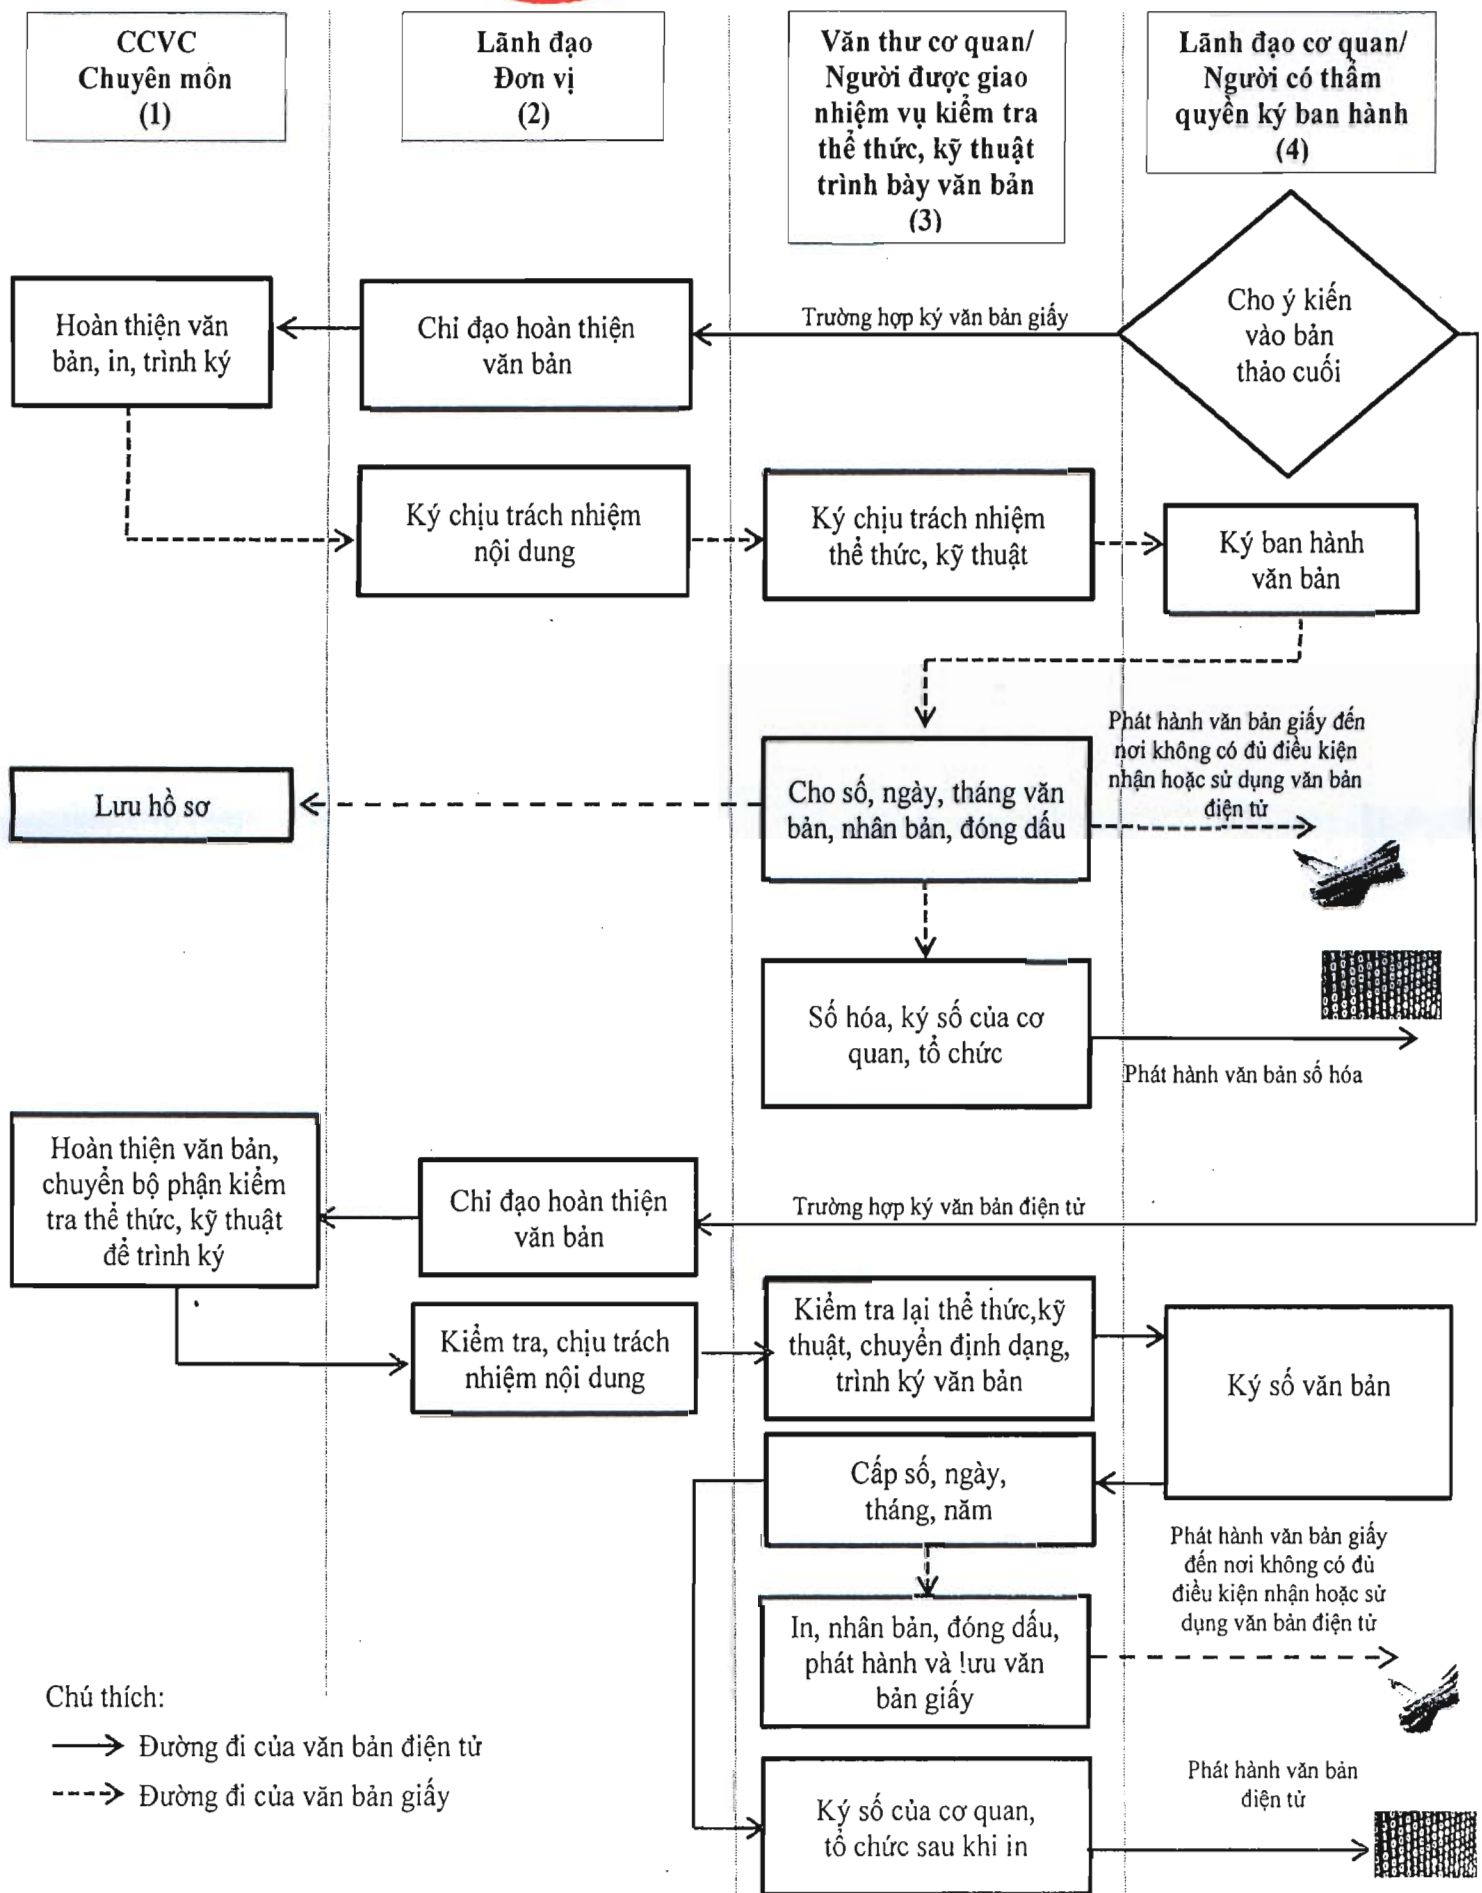 CCVC
Chuyên môn
(1)
Lãnh đạo
Đơn vị
(2)
Văn thư cơ quan/
Người được giao
nhiệm vụ kiểm tra
thể thức, kỹ thuật
trình bày văn bản
(3)
Lãnh đạo cơ quan/
Người có thẩm
quyền ký ban hành
(4)
Cho ý kiến
vào bản
thảo cuối
Trường hợp ký văn bản giấy
Chỉ đạo hoàn thiện
văn bản
Hoàn thiện văn
bản, in, trình ký
Ký chịu trách nhiệm
nội dung
Ký chịu trách nhiệm
thể thức, kỹ thuật
Ký ban hành
văn bản
Phát hành văn bản giấy đến
nơi không có đủ điều kiện
nhận hoặc sử dụng văn bản
điện tử
Cho số, ngày, tháng văn
bản, nhân bản, đóng dấu
Lưu hồ sơ
Số hóa, ký số của cơ
quan, tổ chức
Phát hành văn bản số hóa
Trường hợp ký văn bản điện tử
Chỉ đạo hoàn thiện
văn bản
Hoàn thiện văn bản,
chuyển bộ phận kiểm
tra thể thức, kỹ thuật
để trình ký
Kiểm tra, chịu trách
nhiệm nội dung
Kiểm tra lại thể thức,kỹ
thuật, chuyển định dạng,
trình ký văn bản
Ký số văn bản
Cấp số, ngày,
tháng, năm
Phát hành văn bản giấy
đến nơi không có đủ
điều kiện nhận hoặc sử
dụng văn bản điện tử
In, nhân bản, đóng dấu,
phát hành và lưu văn
bản giấy
Ký số của cơ quan,
tổ chức sau khi in
Phát hành văn bản
điện tử
Chú thích:
Đường đi của văn bản điện tử
Đường đi của văn bản giấy